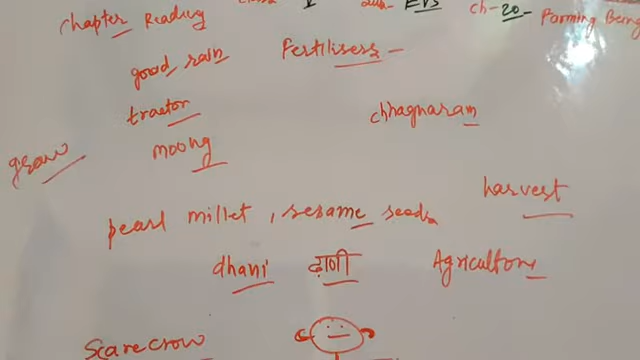 Sub- EVS ch-20 Farming Being
chapter Reading
good rain Fertilisers -
tractor chhagnaram
grow moong
harvest
pearl millet, sesame seeds
dhani ढ़ाणी Agriculture
Scarecrow